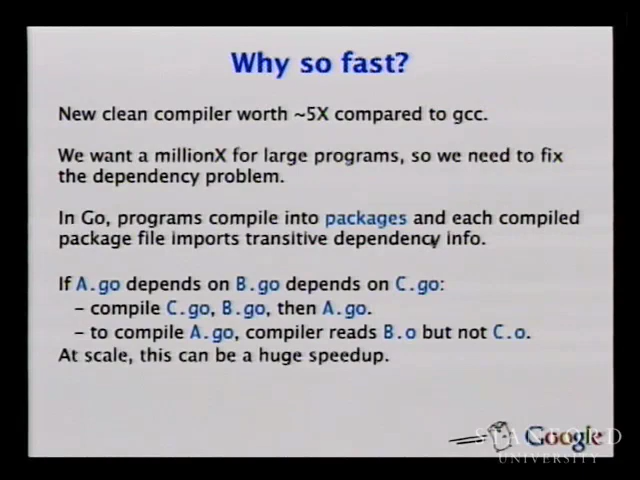 Why so fast?
New clean compiler worth ~5X compared to gcc.
We want a millionX for large programs, so we need to fix
the dependency problem.
In Go, programs compile into packages and each compiled
package file imports transitive dependency info.
If A.go depends on B.go depends on C.go:
- compile C.go, B.go, then A.go.
- to compile A.go, compiler reads B.o but not C.o.
At scale, this can be a huge speedup.
Google
STANFORD
UNIVERSITY